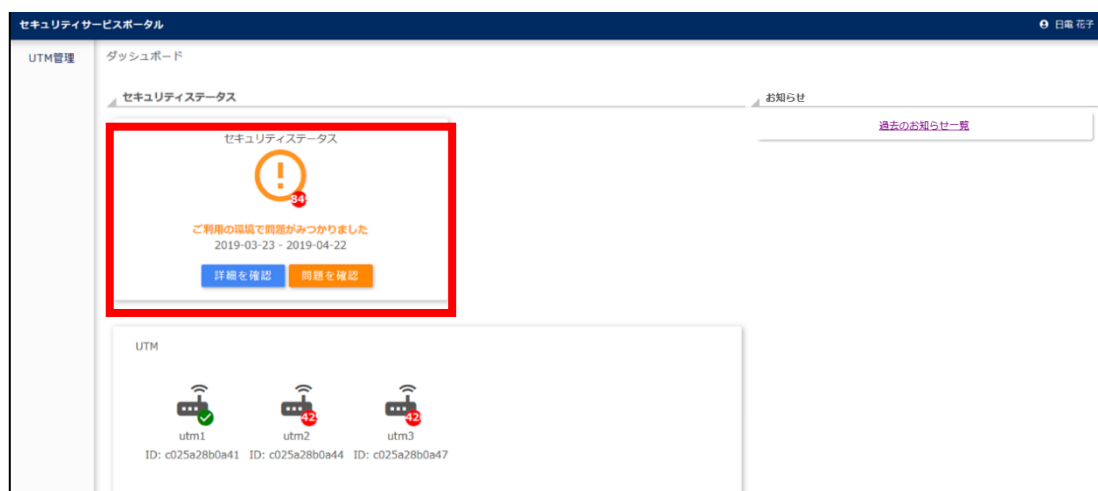 セキュリティサービスポータル
日電 花子
UTM管理
ダッシュボード
セキュリティステータス
お知らせ
過去のお知らせ一覧
セキュリティステータス
84
ご利用の環境で問題がみつかりました
2019-03-23 - 2019-04-22
詳細を確認 問題を確認
UTM
42 42
utm1 utm2 utm3
ID: c025a28b0a41 ID: c025a28b0a44 ID: c025a28b0a47